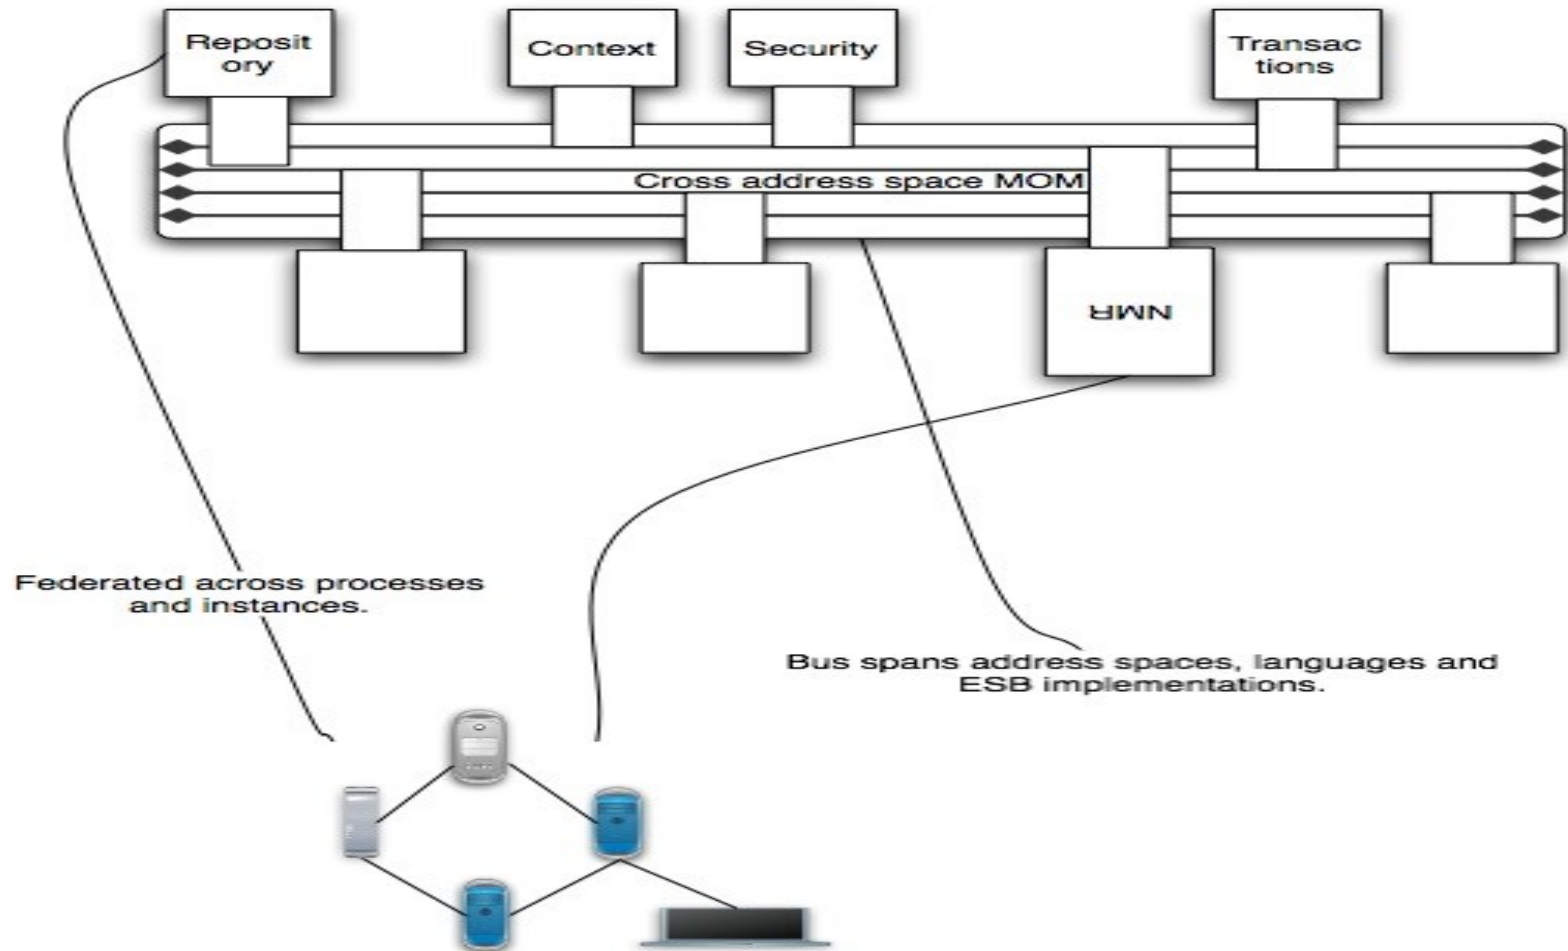 Reposit
ory
Context
Security
Transac
tions
Cross address space MOM
NMR
Federated across processes
and instances.
Bus spans address spaces, languages and
ESB implementations.